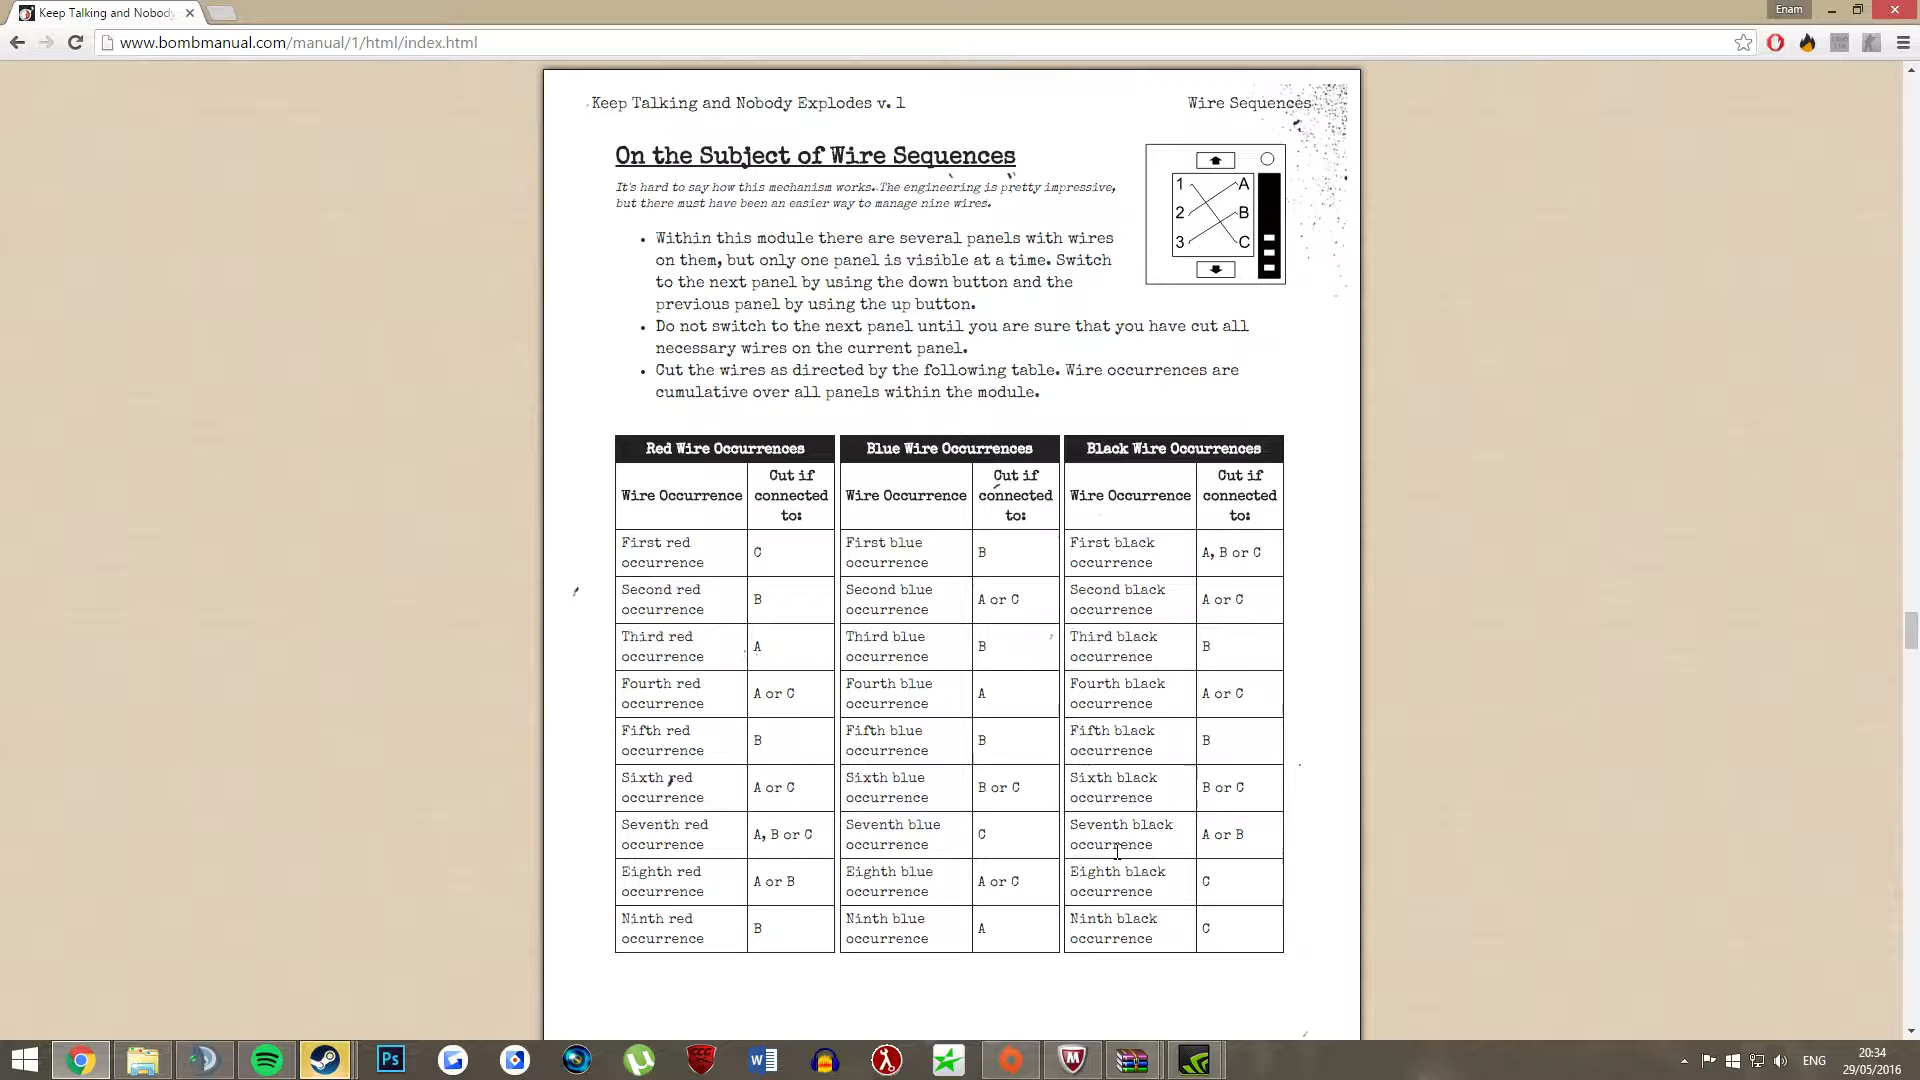 Keep Talking and Nobody
Enam
www.bombmanual.com/manual/1/html/index.html
Keep Talking and Nobody Explodes v. 1
Wire Sequences
On the Subject of Wire Sequences
It's hard to say how this mechanism works. The engineering is pretty impressive,
but there must have been an easier way to manage nine wires.
1 A
2 B
3 C
• Within this module there are several panels with wires
on them, but only one panel is visible at a time. Switch
to the next panel by using the down button and the
previous panel by using the up button.
• Do not switch to the next panel until you are sure that you have cut all
necessary wires on the current panel.
• Cut the wires as directed by the following table. Wire occurrences are
cumulative over all panels within the module.
Red Wire Occurrences
Wire Occurrence
Cut if
connected
to:
First red
occurrence
C
Second red
occurrence
B
Third red
occurrence
A
Fourth red
occurrence
A or C
Fifth red
occurrence
B
Sixth red
occurrence
A or C
Seventh red
occurrence
A, B or C
Eighth red
occurrence
A or B
Ninth red
occurrence
B
Blue Wire Occurrences
Wire Occurrence
Cut if
connected
to:
First blue
occurrence
B
Second blue
occurrence
A or C
Third blue
occurrence
B
Fourth blue
occurrence
A
Fifth blue
occurrence
B
Sixth blue
occurrence
B or C
Seventh blue
occurrence
C
Eighth blue
occurrence
A or C
Ninth blue
occurrence
A
Black Wire Occurrences
Wire Occurrence
Cut if
connected
to:
First black
occurrence
A, B or C
Second black
occurrence
A or C
Third black
occurrence
B
Fourth black
occurrence
A or C
Fifth black
occurrence
B
Sixth black
occurrence
B or C
Seventh black
occurrence
A or B
Eighth black
occurrence
C
Ninth black
occurrence
C
Ps
W
ENG
20:34
29/05/2016